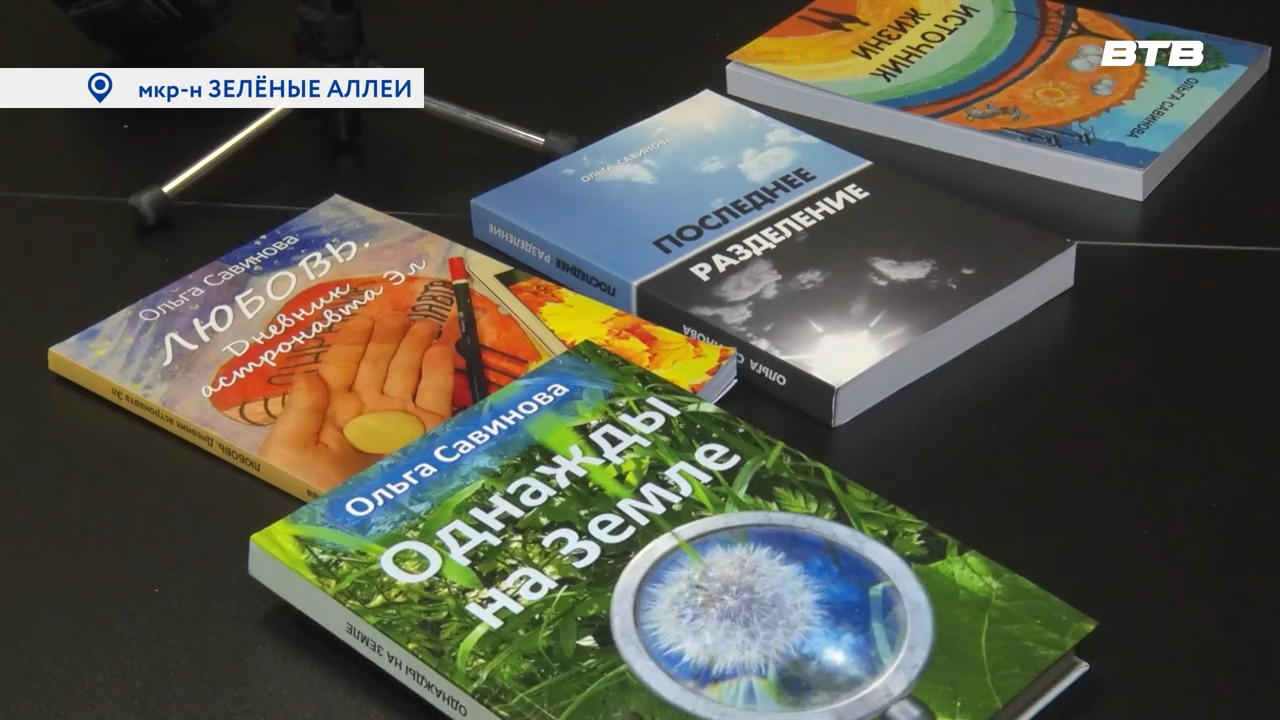 мкр-н ЗЕЛЁНЫЕ АЛЛЕИ
ВТВ
ИСТОЧНИК
ЖИЗНИ
ОЛЬГА САВИНОВА
ОЛЬГА САВИНОВА
ПОСЛЕДНЕЕ
РАЗДЕЛЕНИЕ
ПОСЛЕДНЕЕ РАЗДЕЛЕНИЕ
ОЛЬГА САВИНОВА
Ольга Савинова
ЛЮБОВЬ.
Дневник
астронавта Эл
ЛЮБОВЬ. Дневник астронавта Эл
Ольга Савинова
Однажды
на Земле
ОДНАЖДЫ НА ЗЕМЛЕ